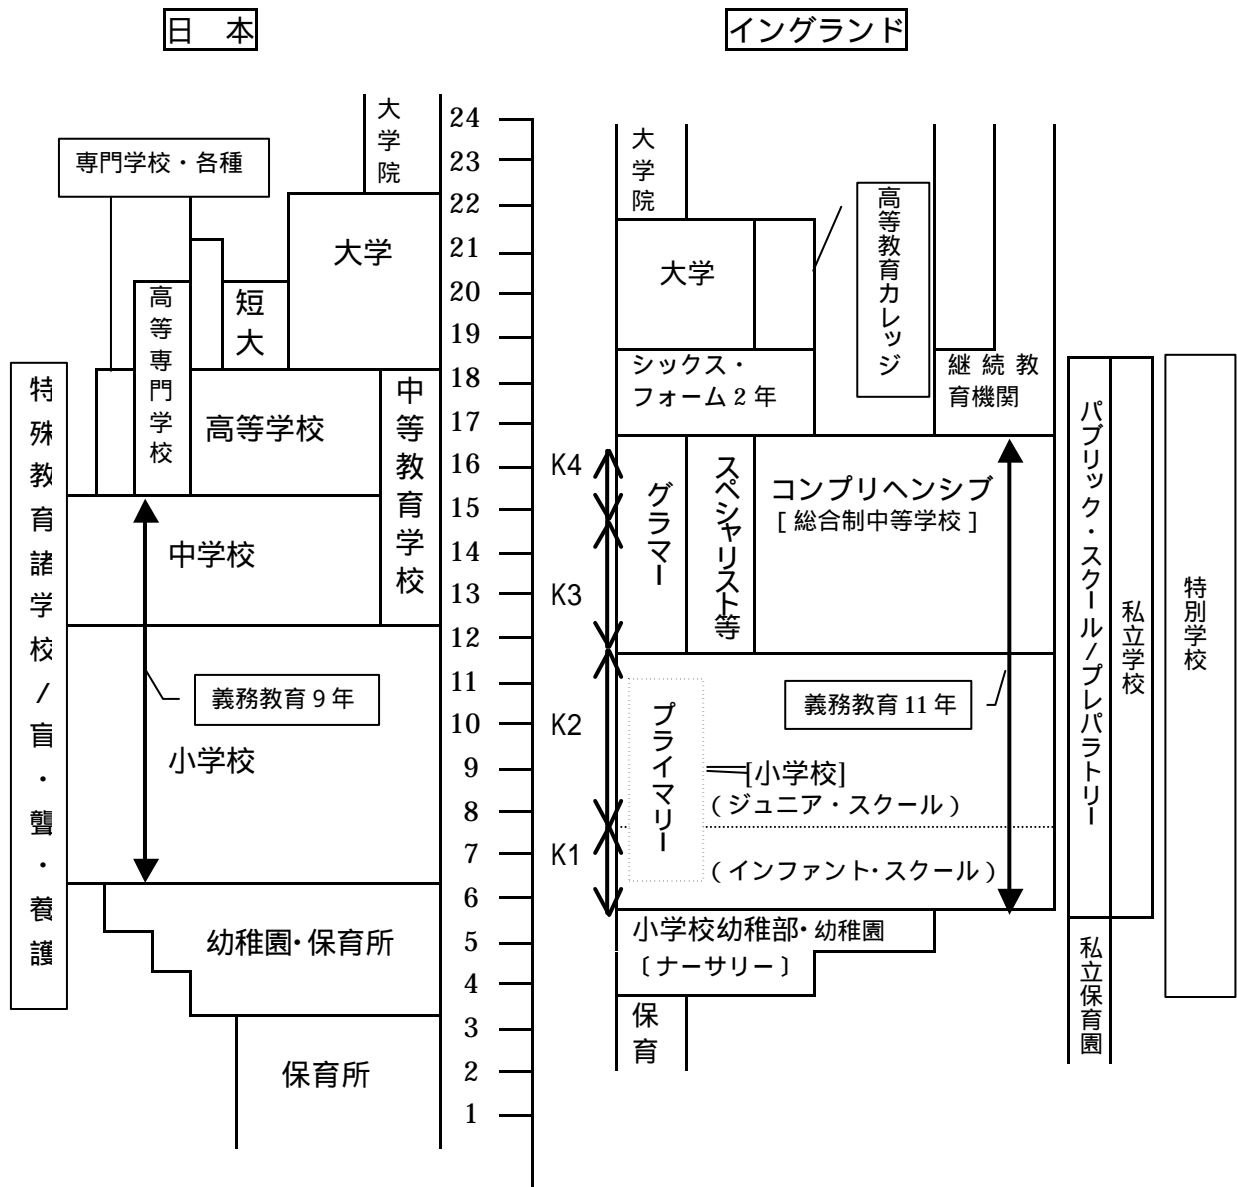 日　本
イングランド
大学院
専門学校・各種
大学
高等専門学校
短大
高等学校
中等教育学校
特殊教育諸学校/盲・聾・養護
中学校
義務教育9年
小学校
幼稚園・保育所
保育所
24
23
22
21
20
19
18
17
16
15
14
13
12
11
10
9
8
7
6
5
4
3
2
1
K4
K3
K2
K1
大学院
高等教育カレッジ
大学
シックス・
フォーム2年
継続教
育機関
グラマー
スペシャリスト等
コンプリヘンシブ
[総合制中等学校]
義務教育11年
プライマリー
[小学校]
(ジュニア・スクール)
(インファント・スクール)
小学校幼稚部・幼稚園
〔ナーサリー〕
保育
パブリック・スクール/プレパラトリー
私立学校
私立保育園
特別学校